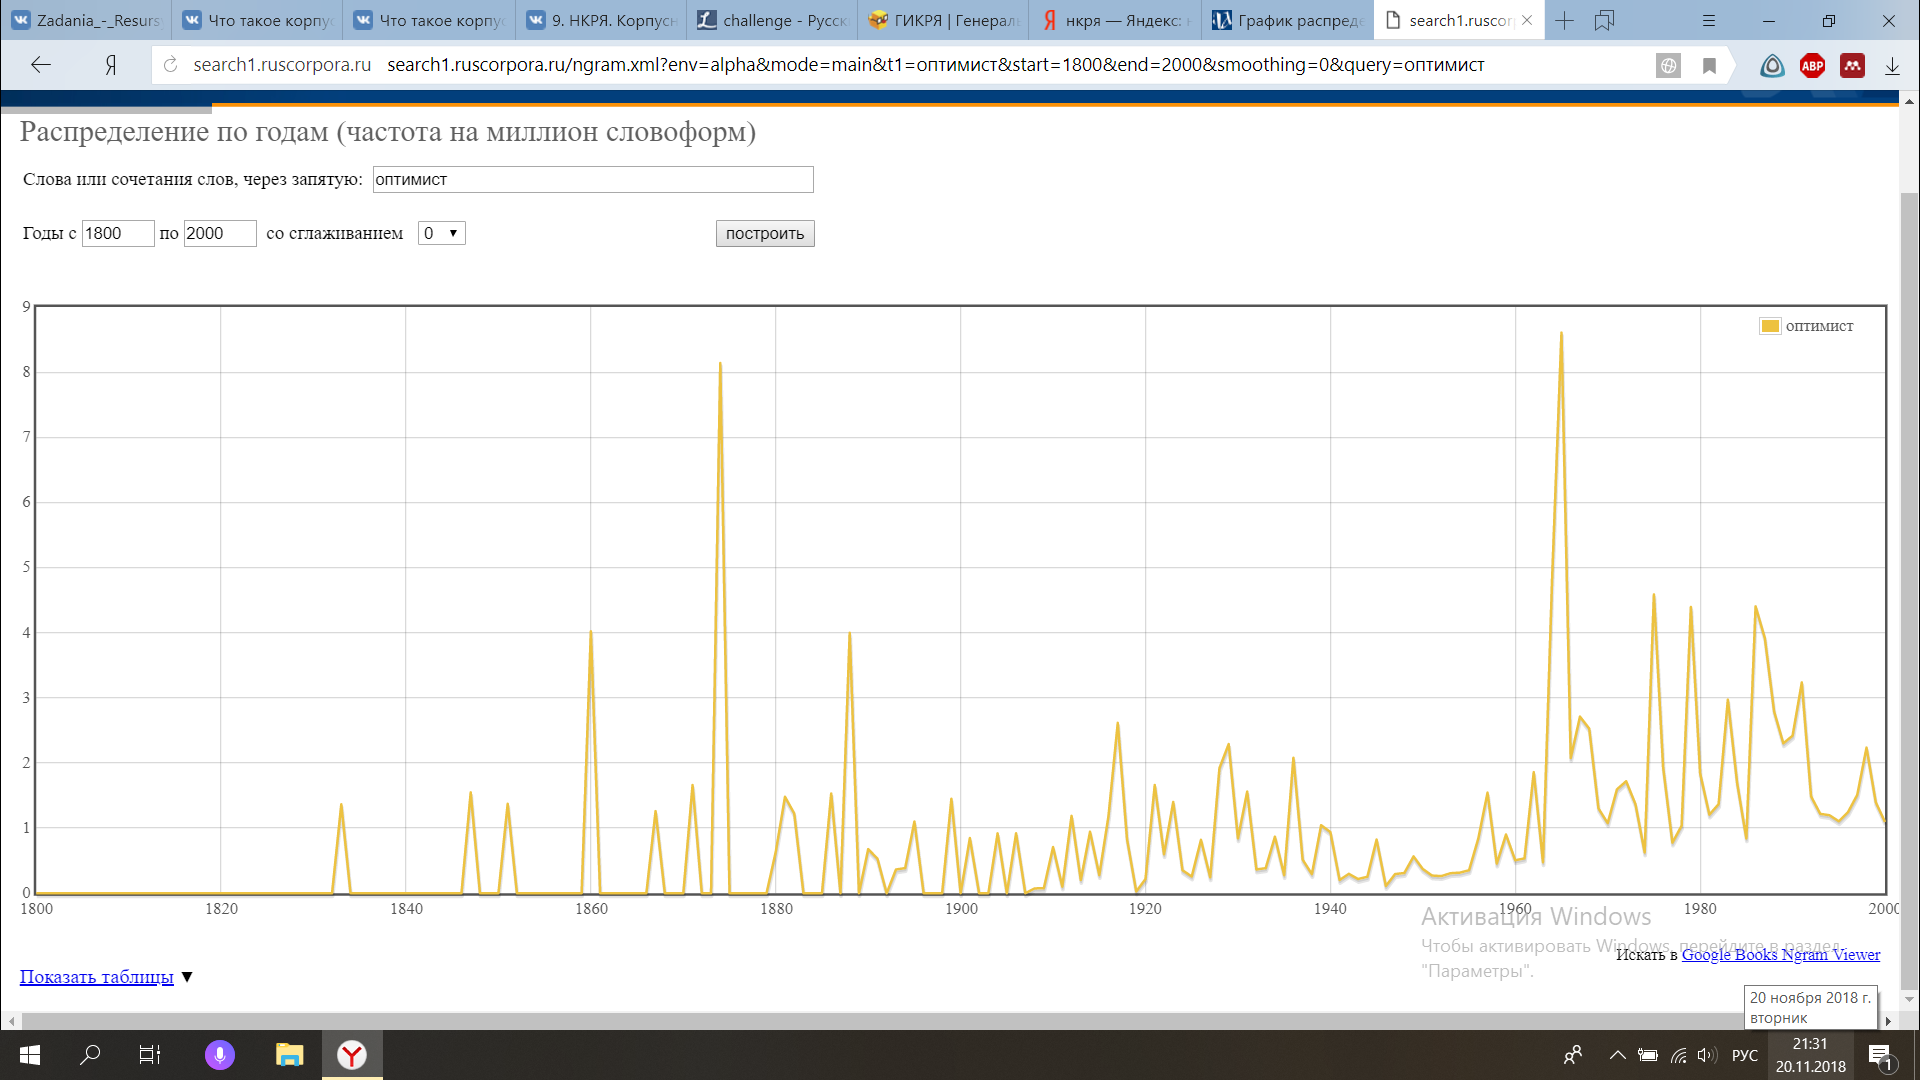 Zadania_-_Resurs
Что такое корпу
Что такое корпу
9. НКРЯ. Корпусн
challenge - Русск
ГИКРЯ | Генераль
нкря — Яндекс: н
График распреде
search1.ruscorp
Я search1.ruscorpora.ru search1.ruscorpora.ru/ngram.xml?env=alpha&mode=main&t1=оптимист&start=1800&end=2000&smoothing=0&query=оптимист
ABP
Распределение по годам (частота на миллион словоформ)
Слова или сочетания слов, через запятую: оптимист
Годы с 1800 по 2000 со сглаживанием 0 построить
9
8
7
6
5
4
3
2
1
0
оптимист
1800 1820 1840 1860 1880 1900 1920 1940 1960 1980 2000
Активация Windows
Чтобы активировать Windows, перейдите в раздел
"Параметры".
Искать в Google Books Ngram Viewer
Показать таблицы ▼
20 ноября 2018 г.
вторник
РУС
21:31
20.11.2018
1